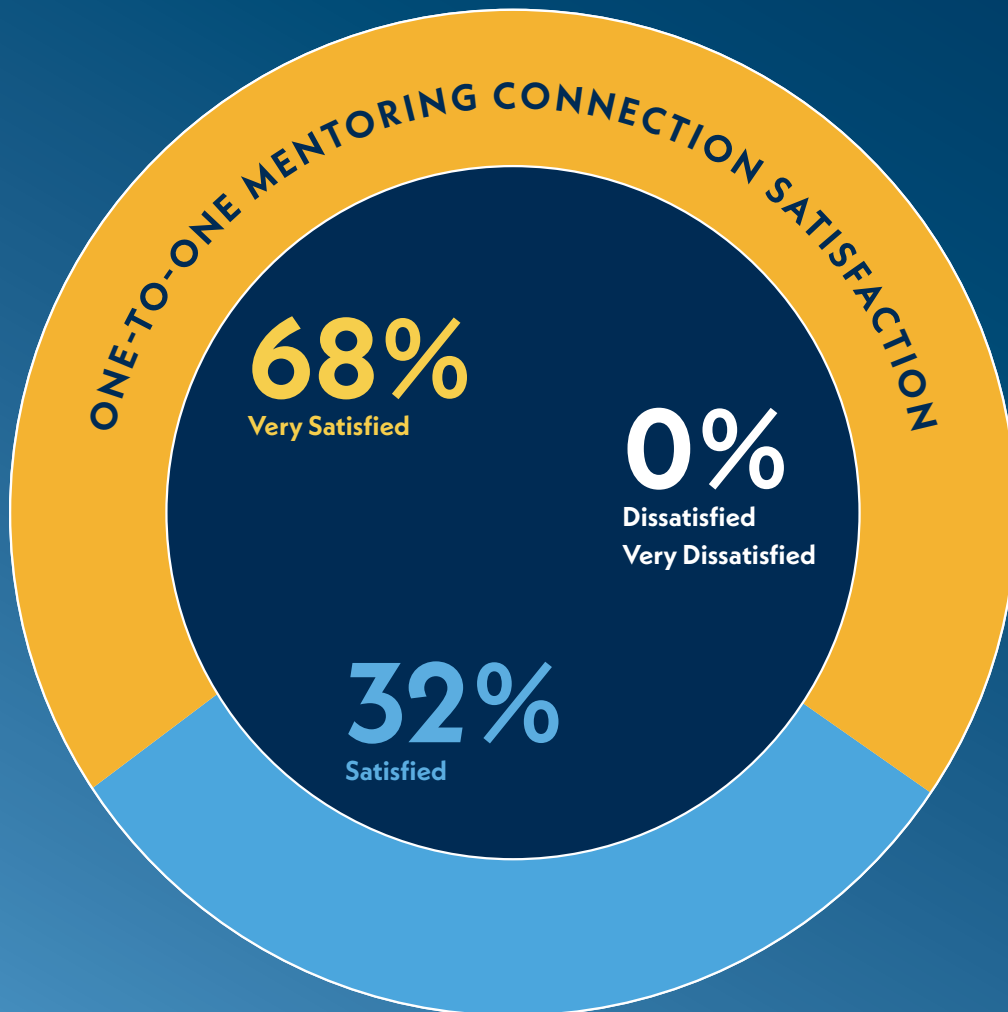 ONE-TO-ONE MENTORING CONNECTION SATISFACTION
68%
Very Satisfied
0%
Dissatisfied
Very Dissatisfied
32%
Satisfied